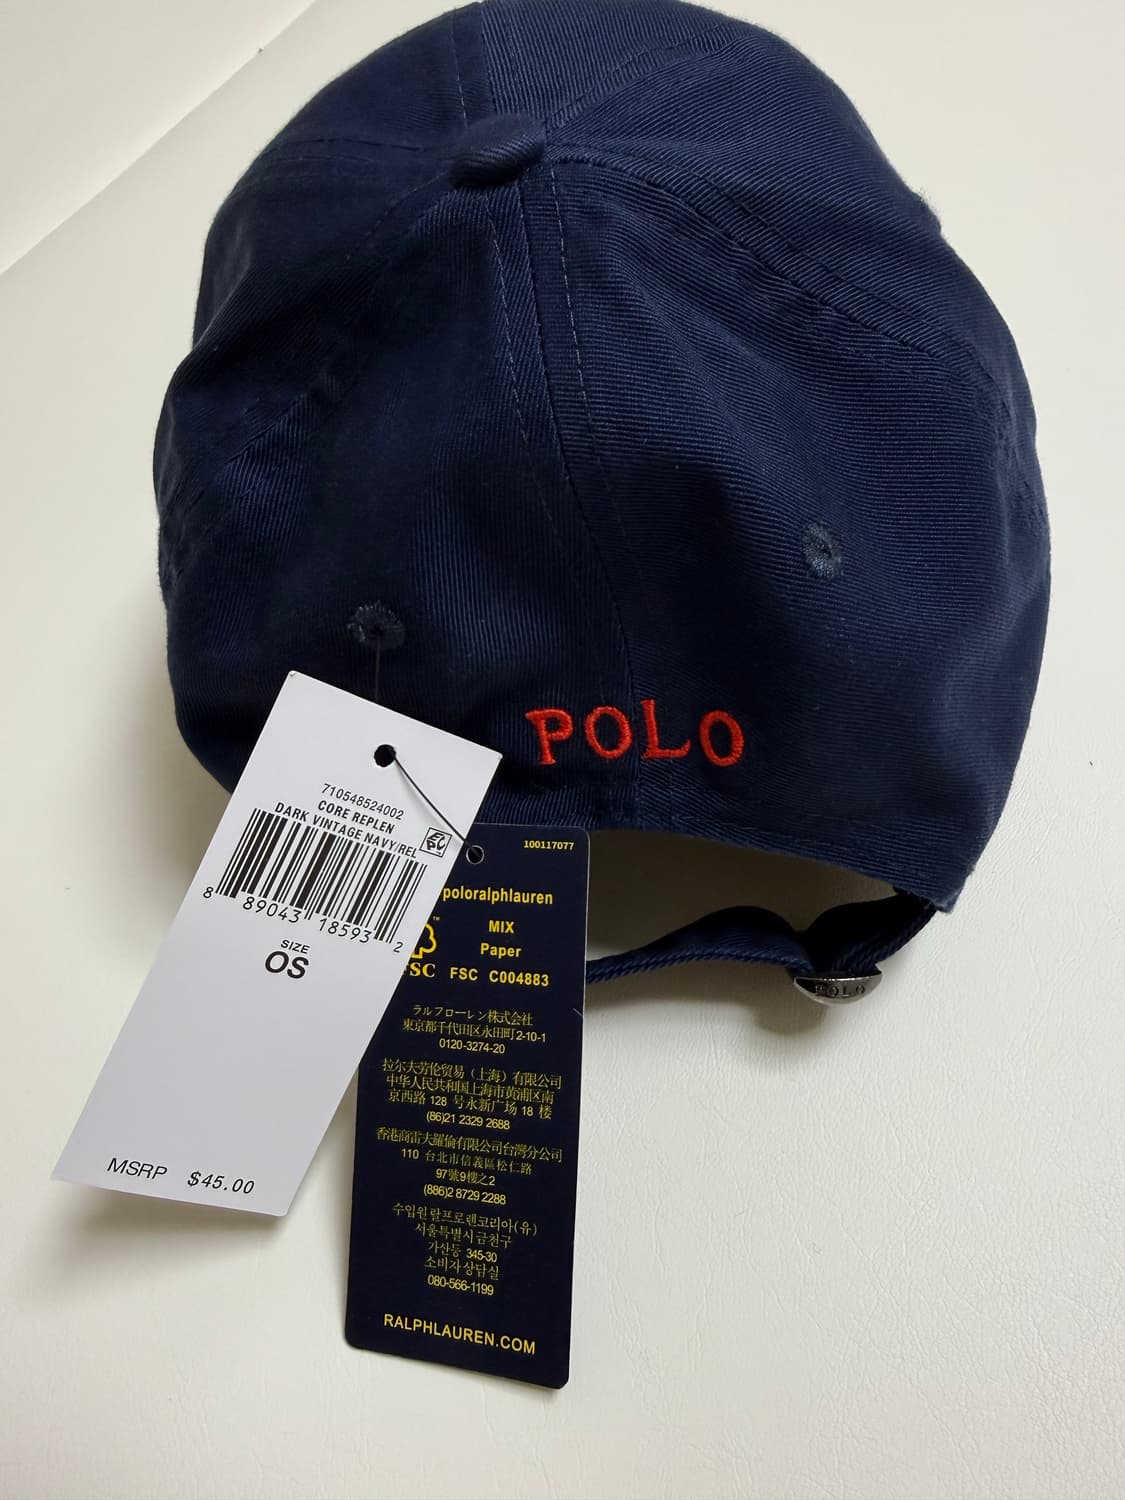 POLO
710548524002
CORE REPLEN
DARK VINTAGE NAVY/REL
8 89043 18593 2
SIZE
OS
MSRP $45.00
100117077
poloralphlauren
MIX
Paper
FSC C004883
ラルフローレン株式会社
東京都千代田区永田町2-10-1
0120-3274-20
拉尔夫劳伦贸易（上海）有限公司
中华人民共和国上海市黄浦区南
京西路 128 号永新广场 18 楼
(86)21 2329 2688
香港商雷夫羅倫有限公司台灣分公司
110 台北市信義區松仁路
97號9樓之2
(886)2 8729 2288
수입원 랄프로렌코리아(유)
서울특별시 금천구
가산동 345-30
소비자상담실
080-566-1199
RALPHLAUREN.COM
POLO